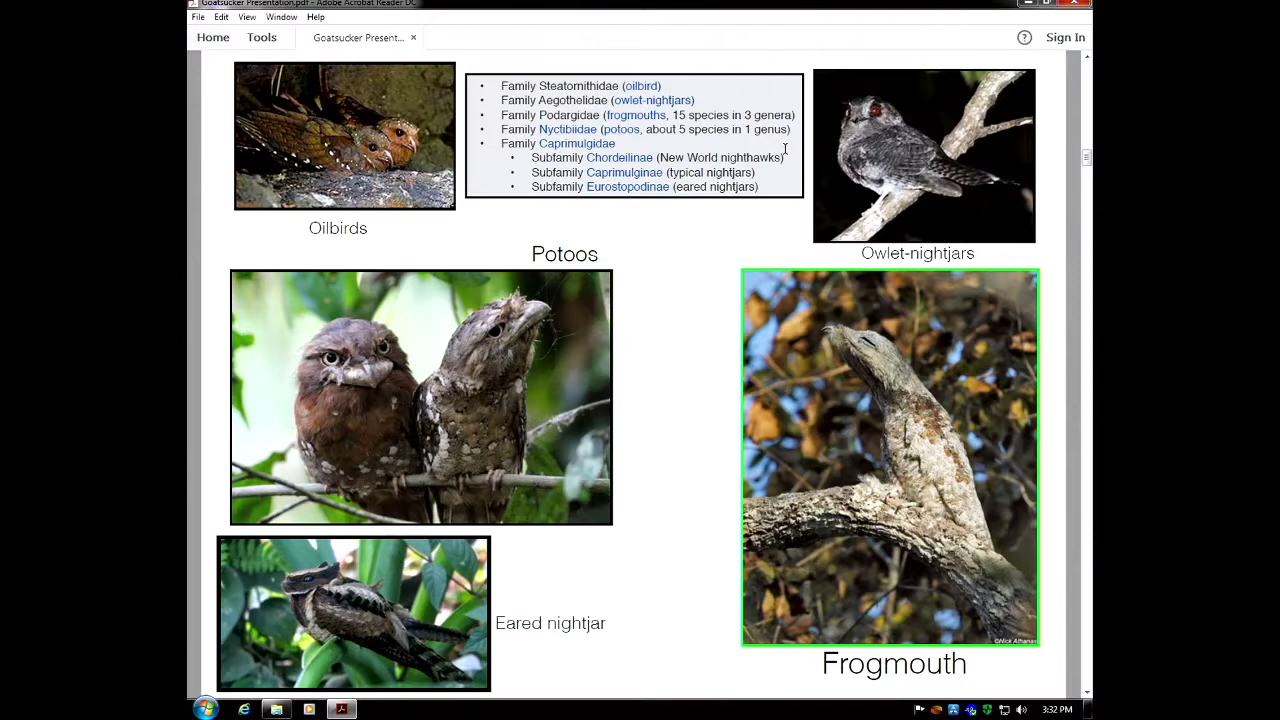 Goatsucker Presentation.pdf - Adobe Acrobat Reader DC
File Edit View Window Help
Home Tools Goatsucker Present... × ? Sign In
• Family Steatornithidae (oilbird)
• Family Aegothelidae (owlet-nightjars)
• Family Podargidae (frogmouths, 15 species in 3 genera)
• Family Nyctibiidae (potoos, about 5 species in 1 genus)
• Family Caprimulgidae
• Subfamily Chordeilinae (New World nighthawks)
• Subfamily Caprimulginae (typical nightjars)
• Subfamily Eurostopodinae (eared nightjars)
Oilbirds
Owlet-nightjars
Potoos
©Nick Athanas
Eared nightjar
Frogmouth
3:32 PM